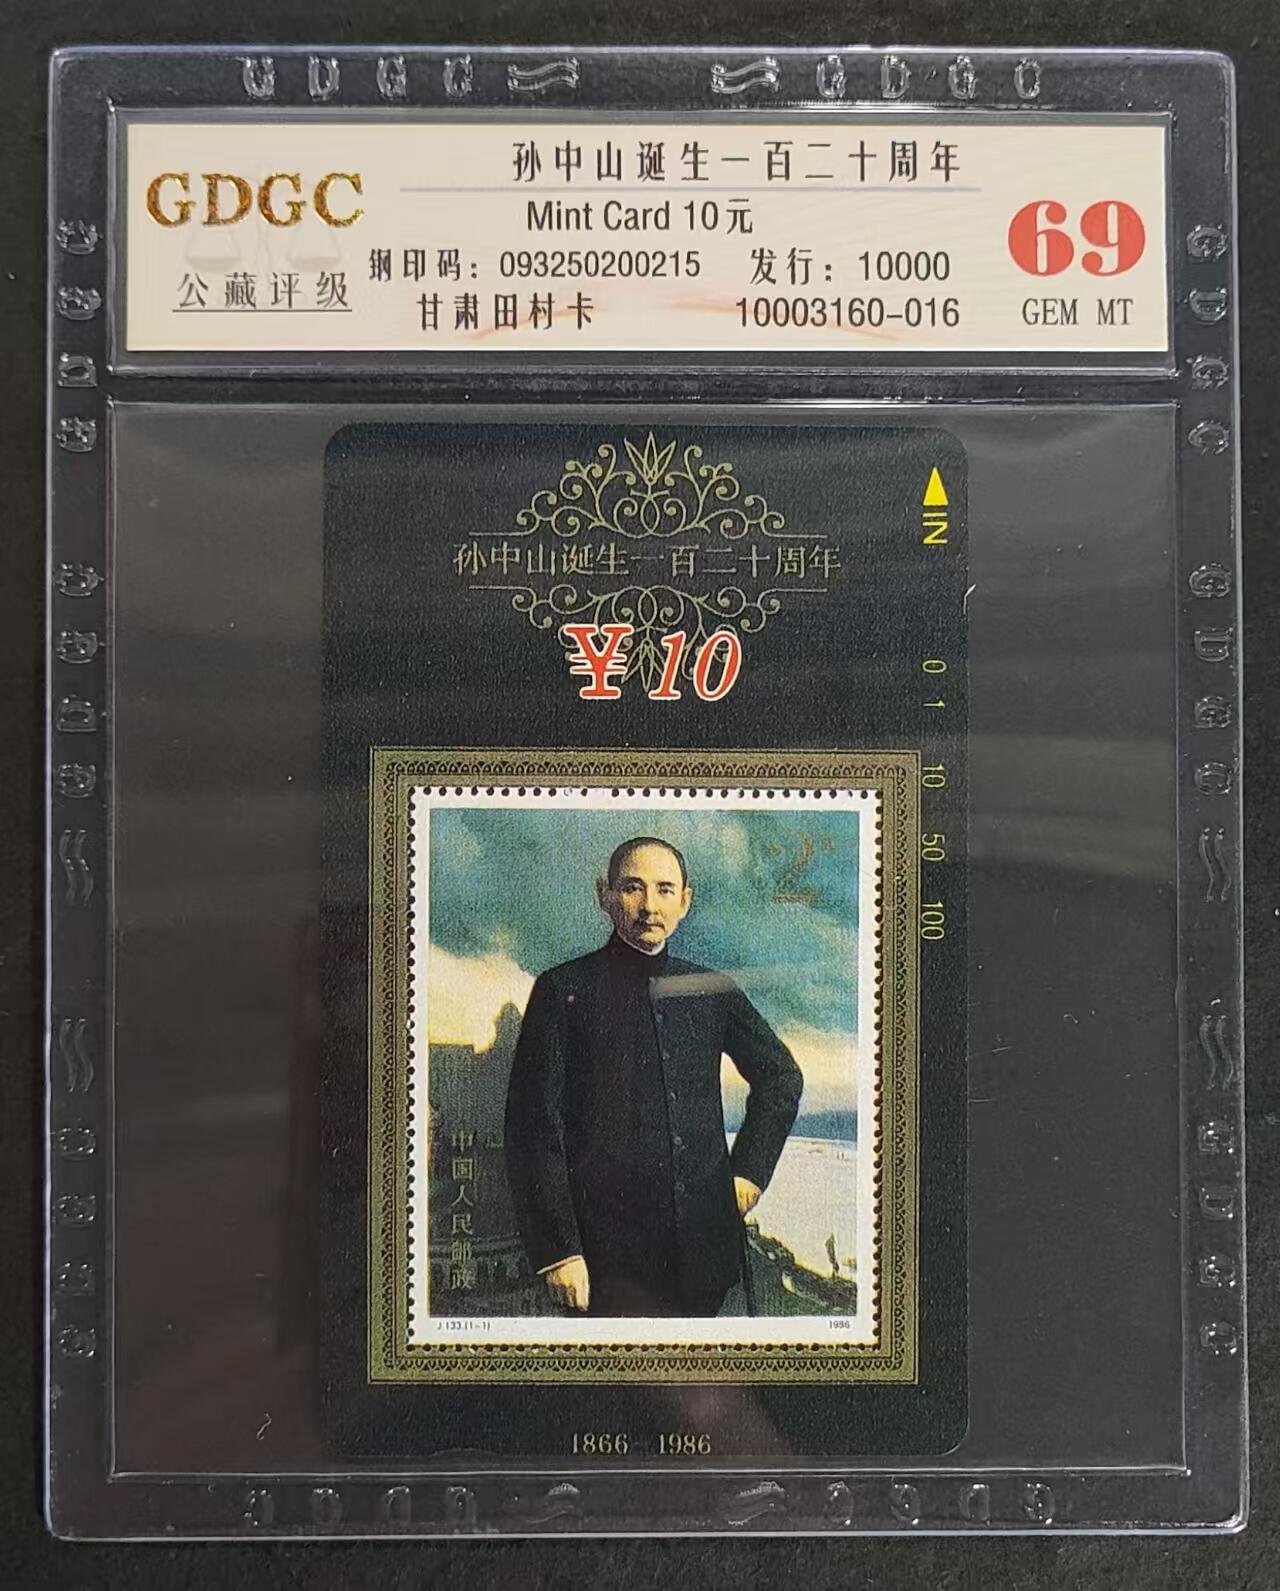 GDGC GDGC
GDGC
公藏评级
孙中山诞生一百二十周年
Mint Card 10元
钢印码：093250200215 发行：10000
甘肃田村卡 10003160-016
69
GEM MT
孙中山诞生一百二十周年
¥10
IN
0 1 10 50 100
中国人民邮政
J.133.(1-1) 1986
1866 1986